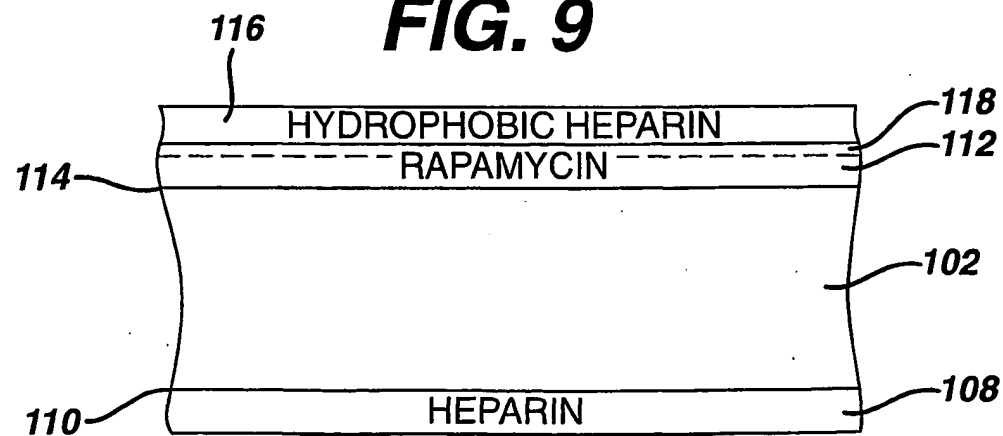 FIG. 9
116
HYDROPHOBIC HEPARIN
118
RAPAMYCIN
112
114
102
110
HEPARIN
108